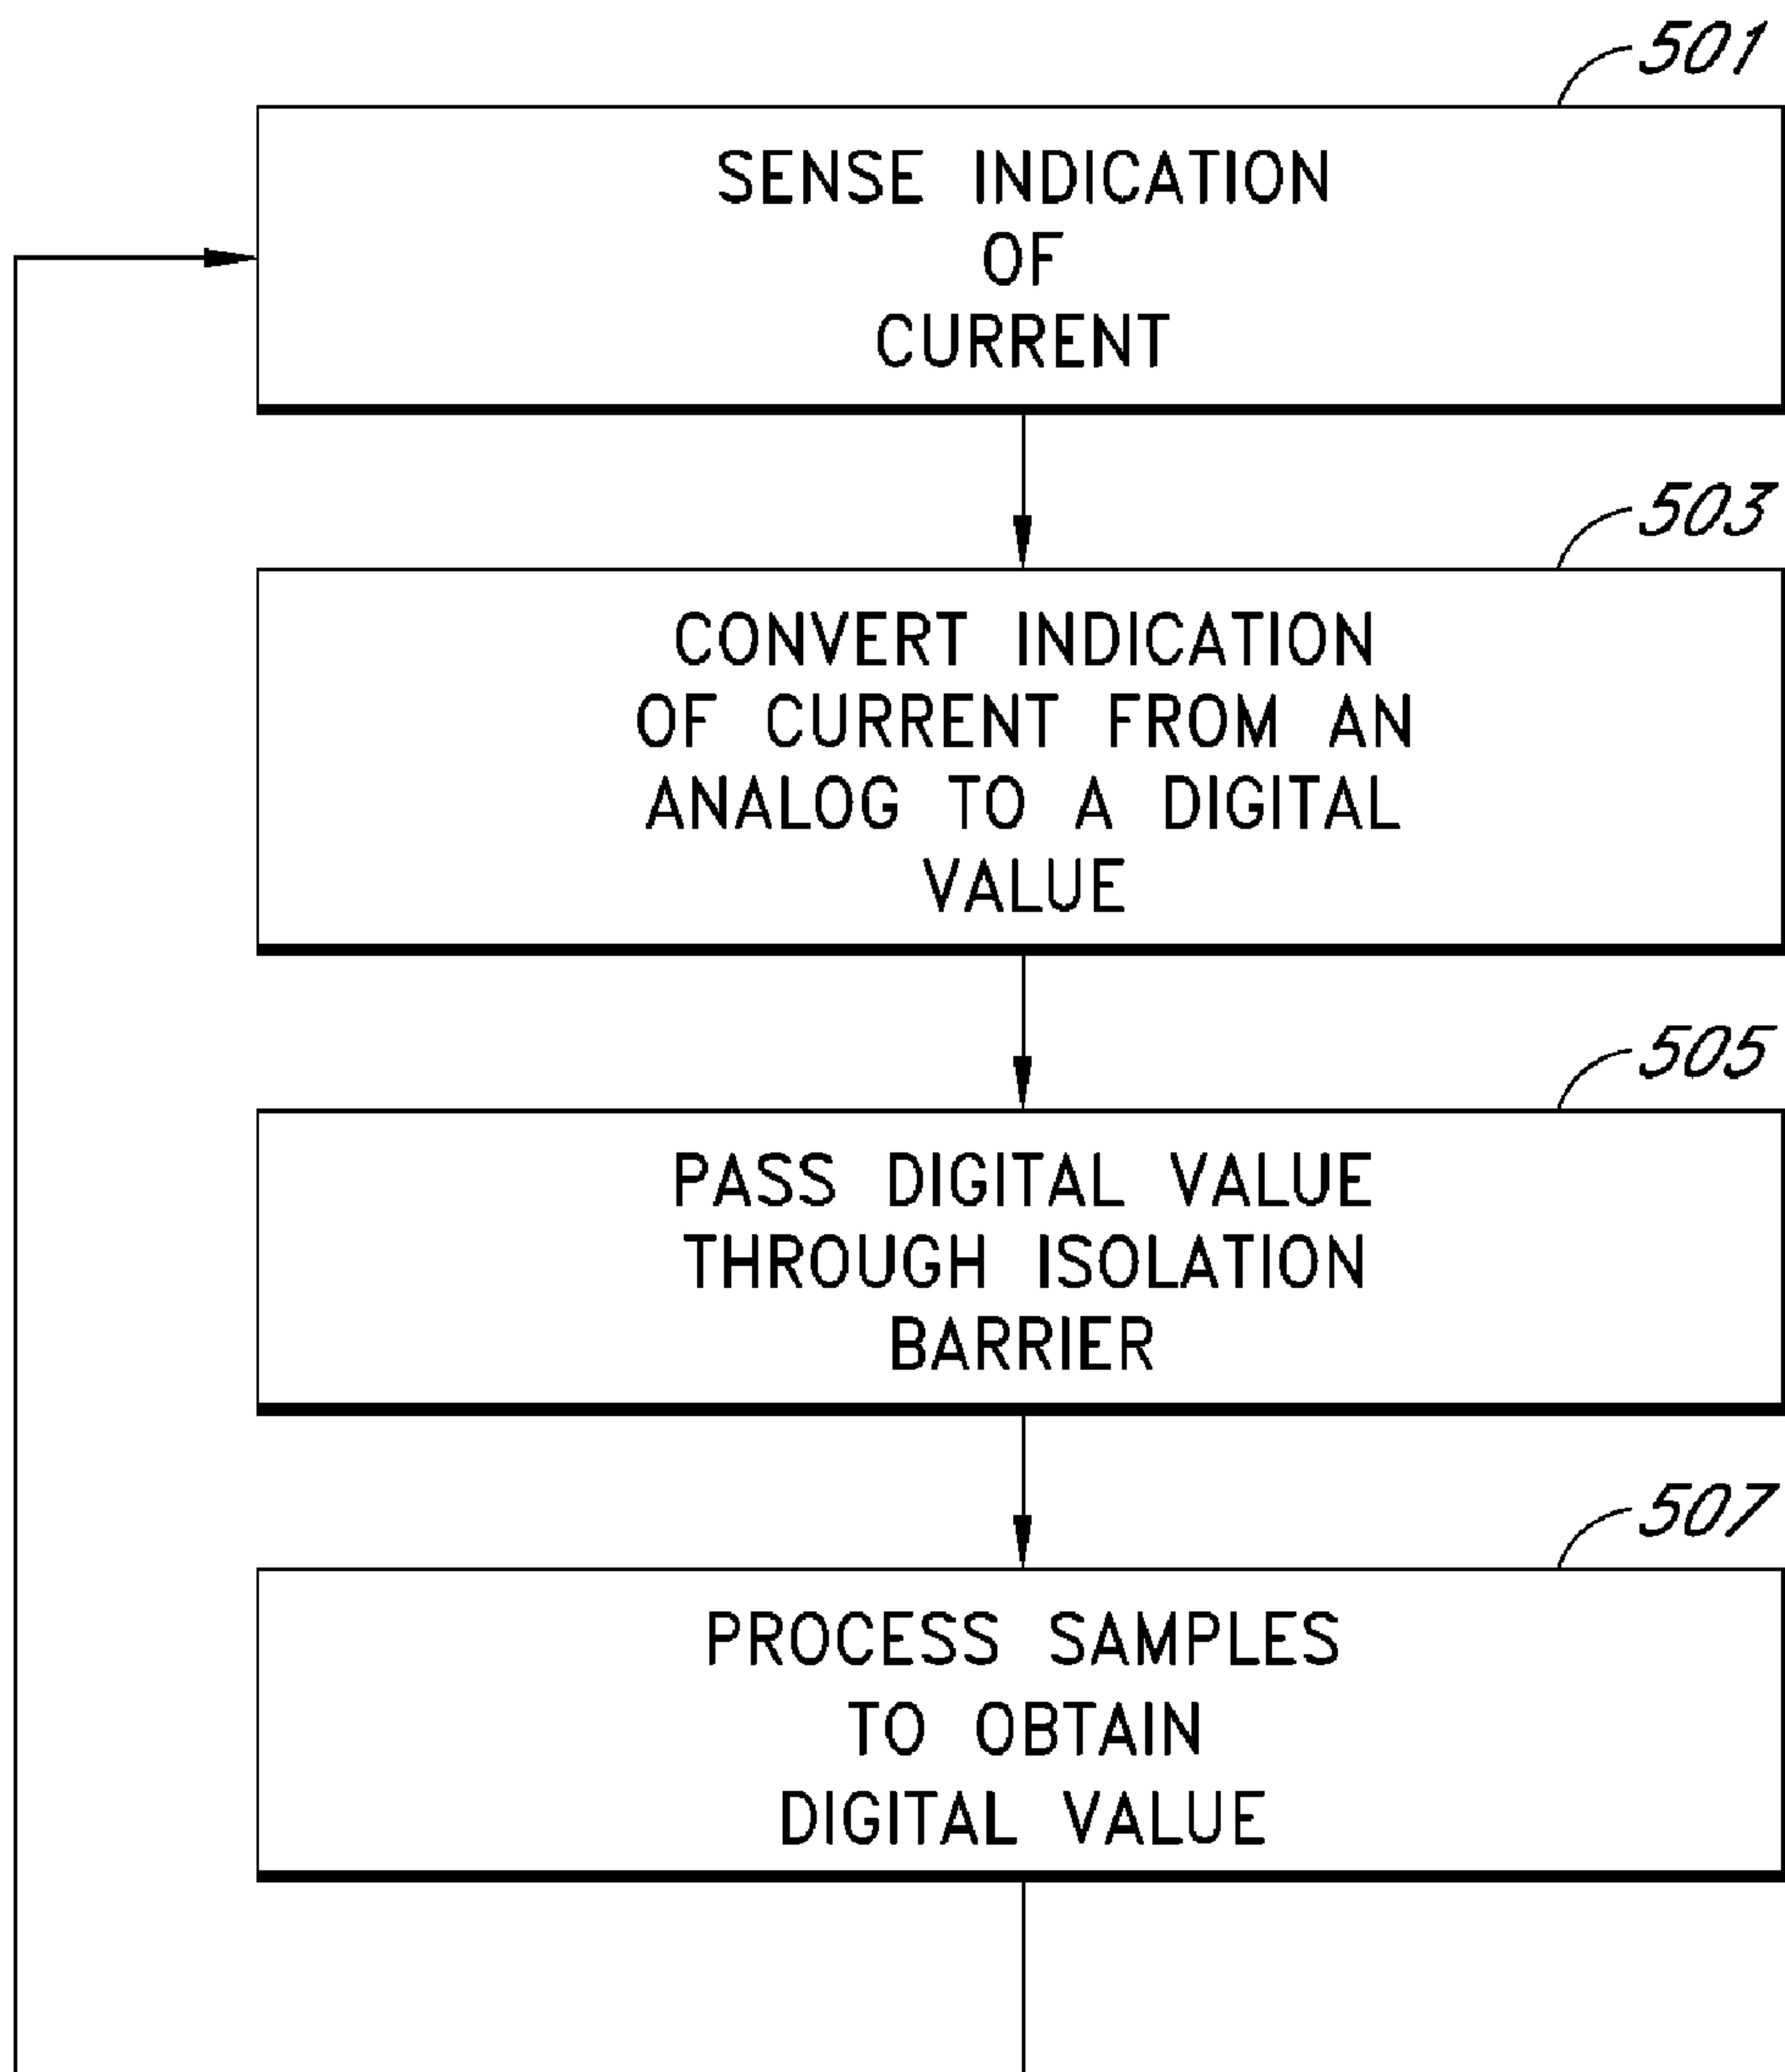 501
SENSE INDICATION
OF
CURRENT
503
CONVERT INDICATION
OF CURRENT FROM AN
ANALOG TO A DIGITAL
VALUE
505
PASS DIGITAL VALUE
THROUGH ISOLATION
BARRIER
507
PROCESS SAMPLES
TO OBTAIN
DIGITAL VALUE